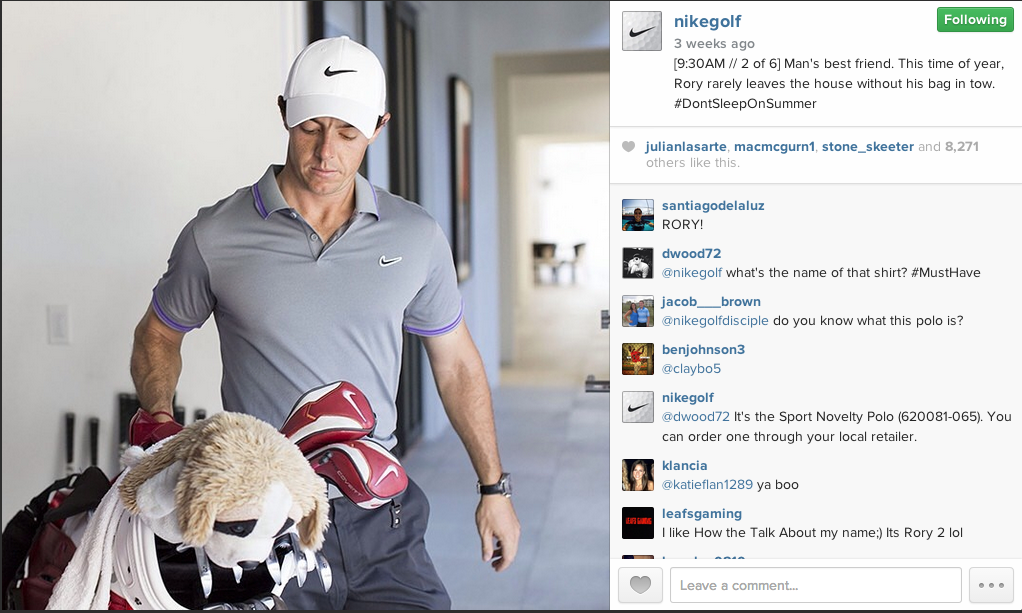 nikegolf
Following
3 weeks ago
[9:30AM // 2 of 6] Man's best friend. This time of year,
Rory rarely leaves the house without his bag in tow.
#DontSleepOnSummer
julianlasarte, macmcgurn1, stone_skeeter and 8,271
others like this.
santiagodelaluz
RORY!
dwood72
@nikegolf what's the name of that shirt? #MustHave
jacob___brown
@nikegolfdisciple do you know what this polo is?
benjohnson3
@claybo5
nikegolf
@dwood72 It's the Sport Novelty Polo (620081-065). You
can order one through your local retailer.
klancia
@katieflan1289 ya boo
leafsgaming
I like How the Talk About my name;) Its Rory 2 lol
Leave a comment...
COVERT